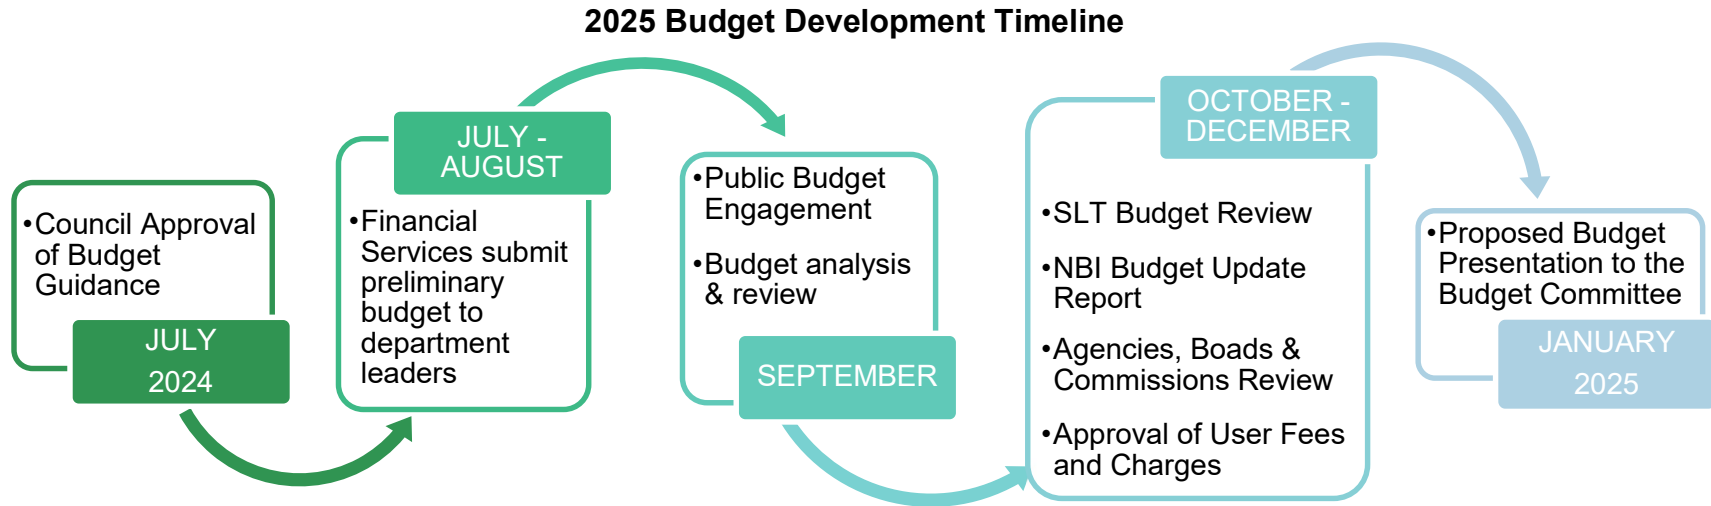 2025 Budget Development Timeline
•Council Approval
of Budget
Guidance
JULY
2024
JULY -
AUGUST
•Financial
Services submit
preliminary
budget to
department
leaders
•Public Budget
Engagement
•Budget analysis
& review
SEPTEMBER
OCTOBER -
DECEMBER
•SLT Budget Review
•NBI Budget Update
Report
•Agencies, Boads &
Commissions Review
•Approval of User Fees
and Charges
•Proposed Budget
Presentation to the
Budget Committee
JANUARY
2025